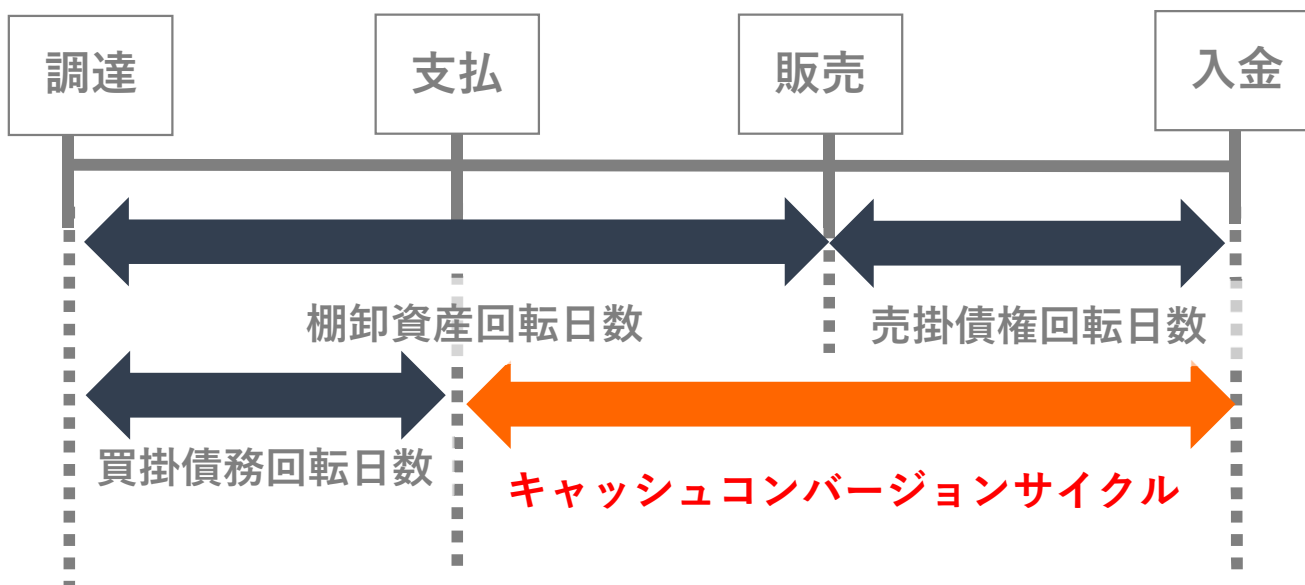 調達
支払
販売
入金
棚卸資産回転日数
売掛債権回転日数
買掛債務回転日数
キャッシュコンバージョンサイクル